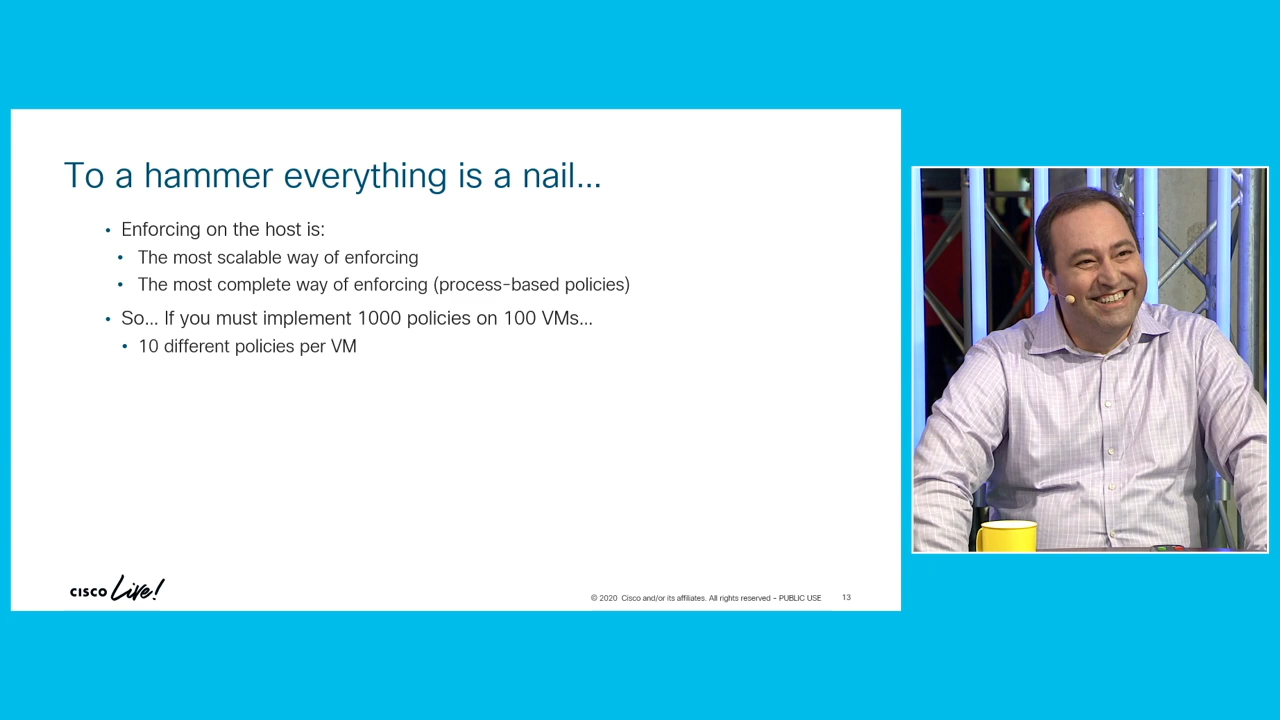 To a hammer everything is a nail...
• Enforcing on the host is:
• The most scalable way of enforcing
• The most complete way of enforcing (process-based policies)
• So... If you must implement 1000 policies on 100 VMs...
• 10 different policies per VM
CISCO Live!
© 2020 Cisco and/or its affiliates. All rights reserved – PUBLIC USE 13